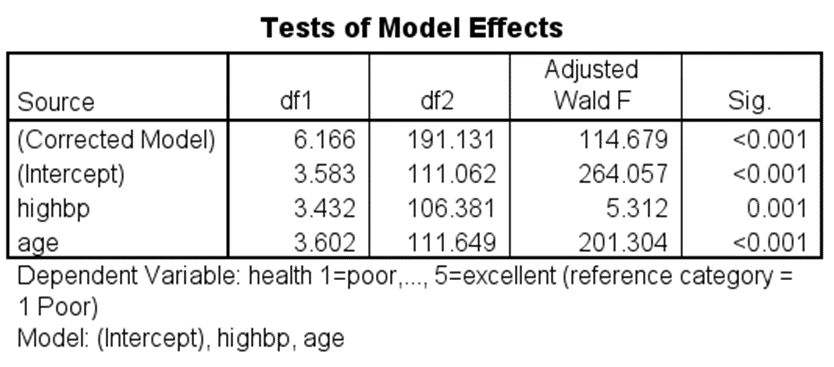 Tests of Model Effects
Source df1 df2 Adjusted Wald F Sig.
(Corrected Model) 6.166 191.131 114.679 <0.001
(Intercept) 3.583 111.062 264.057 <0.001
highbp 3.432 106.381 5.312 0.001
age 3.602 111.649 201.304 <0.001
Dependent Variable: health 1=poor,..., 5=excellent (reference category =
1 Poor)
Model: (Intercept), highbp, age